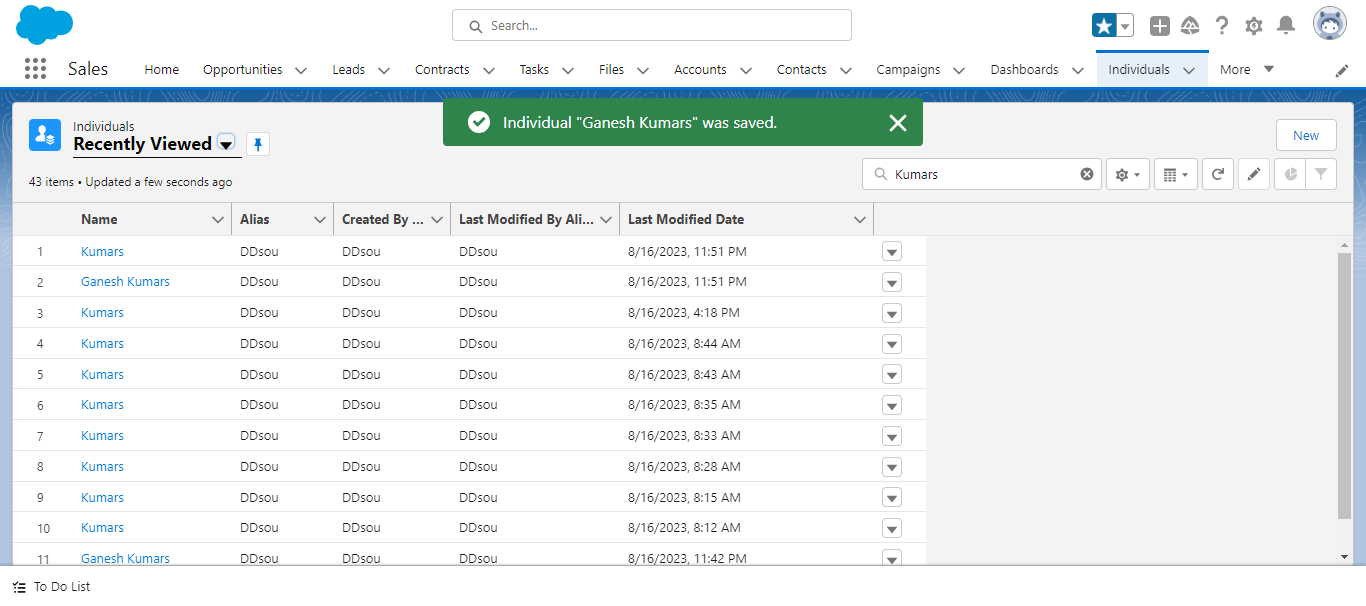 Search...
Sales
Home
Opportunities
Leads
Contracts
Tasks
Files
Accounts
Contacts
Campaigns
Dashboards
Individuals
More
Individual "Ganesh Kumars" was saved.
Individuals
Recently Viewed
New
43 items • Updated a few seconds ago
Kumars
Name Alias Created By ... Last Modified By Ali... Last Modified Date
1 Kumars DDsou DDsou DDsou 8/16/2023, 11:51 PM
2 Ganesh Kumars DDsou DDsou DDsou 8/16/2023, 11:51 PM
3 Kumars DDsou DDsou DDsou 8/16/2023, 4:18 PM
4 Kumars DDsou DDsou DDsou 8/16/2023, 8:44 AM
5 Kumars DDsou DDsou DDsou 8/16/2023, 8:43 AM
6 Kumars DDsou DDsou DDsou 8/16/2023, 8:35 AM
7 Kumars DDsou DDsou DDsou 8/16/2023, 8:33 AM
8 Kumars DDsou DDsou DDsou 8/16/2023, 8:28 AM
9 Kumars DDsou DDsou DDsou 8/16/2023, 8:15 AM
10 Kumars DDsou DDsou DDsou 8/16/2023, 8:12 AM
11 Ganesh Kumars DDsou DDsou DDsou 8/16/2023, 11:42 PM
To Do List